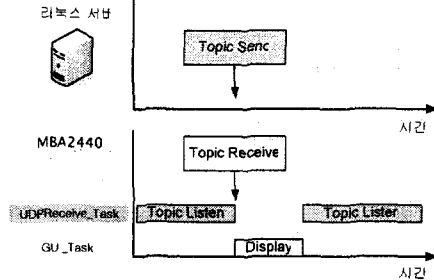 리눅스 서버
Topic Send
시간
MBA2440
Topic Receive
UDPReceive_Task
Topic Listen
Topic Listen
GU_Task
Display
시간